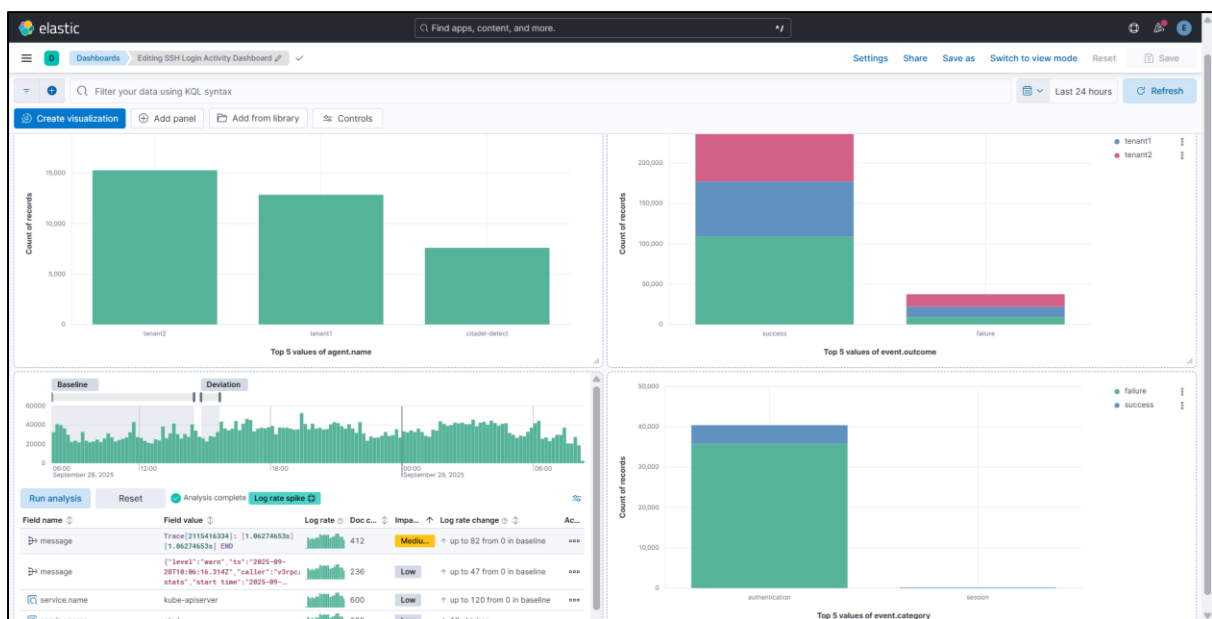 elastic
Find apps, content, and more.
*/
E
D
Dashboards
Editing SSH Login Activity Dashboard
Settings
Share
Save as
Switch to view mode
Reset
Save
Filter your data using KQL syntax
Last 24 hours
Refresh
Create visualization
Add panel
Add from library
Controls
Count of records
15,000
10,000
5,000
0
tenant2
tenant1
citadel-detect
Top 5 values of agent.name
Count of records
200,000
150,000
100,000
50,000
0
success
failure
Top 5 values of event.outcome
tenant1
tenant2
Baseline
Deviation
60000
40000
20000
0
06:00
September 28, 2025
12:00
18:00
00:00
September 29, 2025
06:00
Run analysis
Reset
Analysis complete
Log rate spike
Field name
Field value
Log rate
Doc c...
Impa...
Log rate change
Ac...
message
Trace[2115416334]: [1.06274653s]
[1.06274653s] END
412
Mediu...
up to 82 from 0 in baseline
message
{"level":"warn","ts":"2025-09-
28T10:06:16.314Z","caller":"v3rpc
stats","start time":"2025-09-...
236
Low
up to 47 from 0 in baseline
service.name
kube-apiserver
600
Low
up to 120 from 0 in baseline
Count of records
50,000
40,000
30,000
20,000
10,000
0
authentication
session
Top 5 values of event.category
failure
success